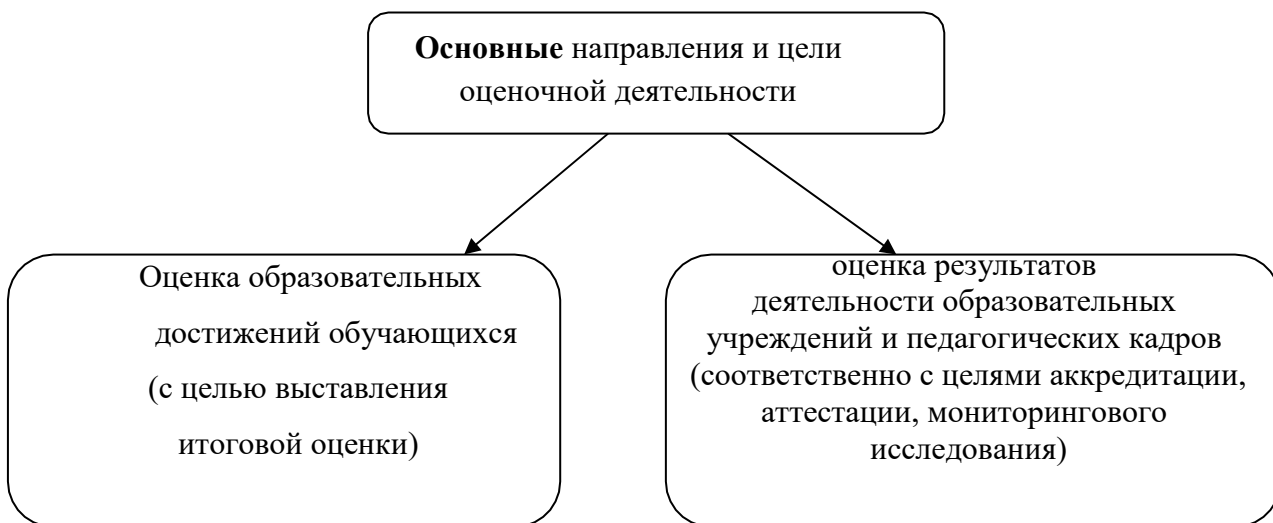 Основные направления и цели
оценочной деятельности
Оценка образовательных
достижений обучающихся
(с целью выставления
итоговой оценки)
оценка результатов
деятельности образовательных
учреждений и педагогических кадров
(соответственно с целями аккредитации,
аттестации, мониторингового
исследования)